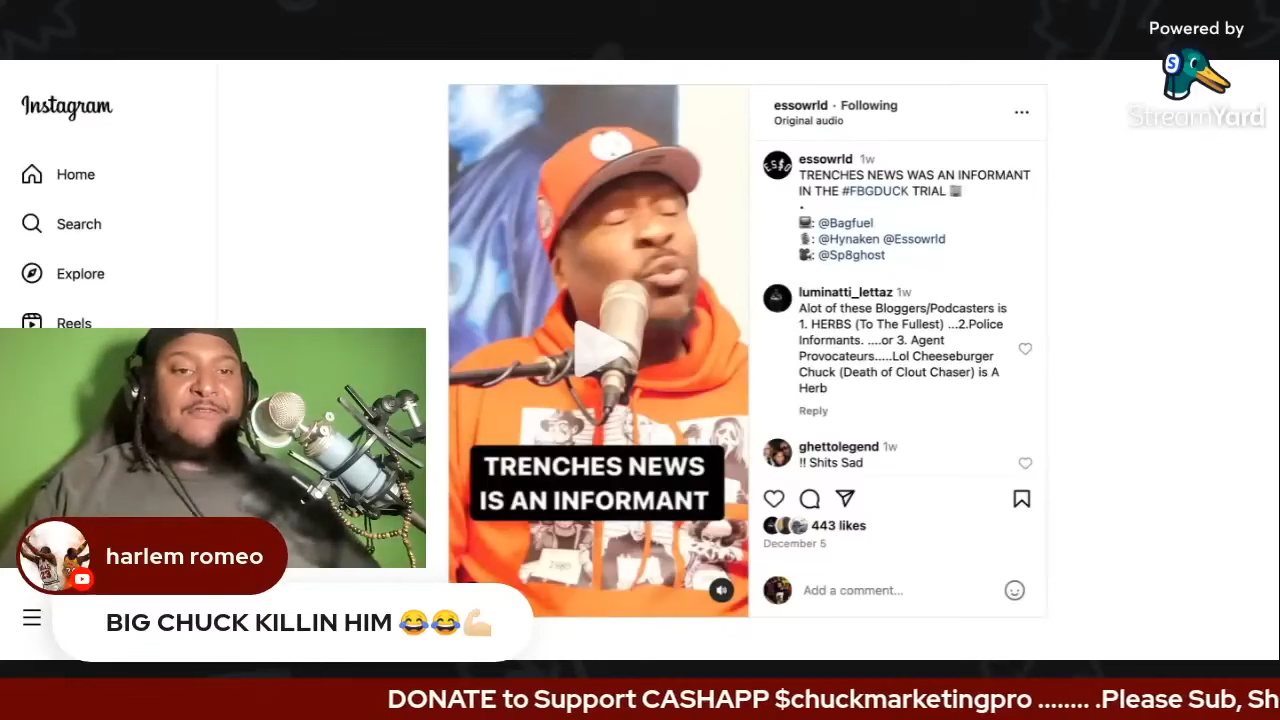 Powered by
S
StreamYard
Instagram
Home
Search
Explore
Reels
essowrld · Following
Original audio
...
ESSO
essowrld 1w
TRENCHES NEWS WAS AN INFORMANT
IN THE #FBGDUCK TRIAL
.
: @Bagfuel
: @Hynaken @Essowrld
: @Sp8ghost
luminatti_lettaz 1w
Alot of these Bloggers/Podcasters is
1. HERBS (To The Fullest) ...2.Police
Informants. ....or 3. Agent
Provocateurs.....Lol Cheeseburger
Chuck (Death of Clout Chaser) is A
Herb
Reply
ghettolegend 1w
!! Shits Sad
443 likes
December 5
Add a comment...
TRENCHES NEWS
IS AN INFORMANT
harlem romeo
BIG CHUCK KILLIN HIM 😂😂💪🏼
DONATE to Support CASHAPP $chuckmarketingpro ........ .Please Sub, Sh